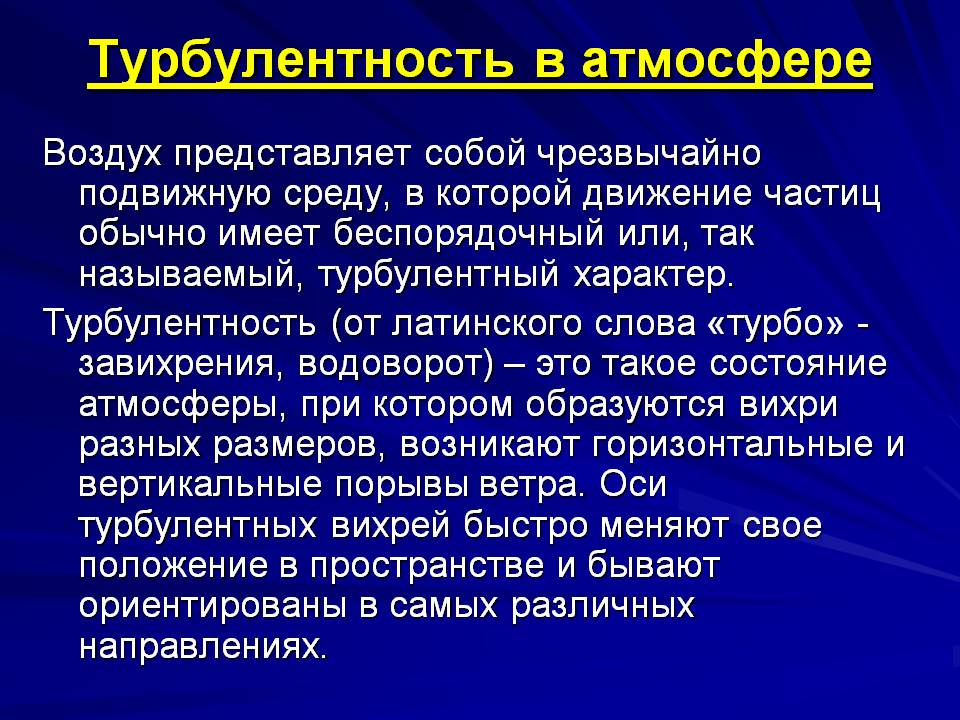 Турбулентность в атмосфере
Воздух представляет собой чрезвычайно
подвижную среду, в которой движение частиц
обычно имеет беспорядочный или, так
называемый, турбулентный характер.
Турбулентность (от латинского слова «турбо» -
завихрения, водоворот) – это такое состояние
атмосферы, при котором образуются вихри
разных размеров, возникают горизонтальные и
вертикальные порывы ветра. Оси
турбулентных вихрей быстро меняют свое
положение в пространстве и бывают
ориентированы в самых различных
направлениях.